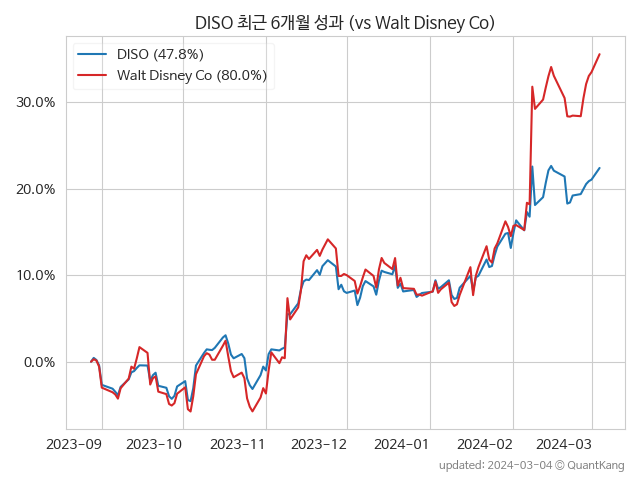 DISO 최근 6개월 성과 (vs Walt Disney Co)
DISO (47.8%)
Walt Disney Co (80.0%)
30.0%
20.0%
10.0%
0.0%
2023-09
2023-10
2023-11
2023-12
2024-01
2024-02
2024-03
updated: 2024-03-04 © QuantKang